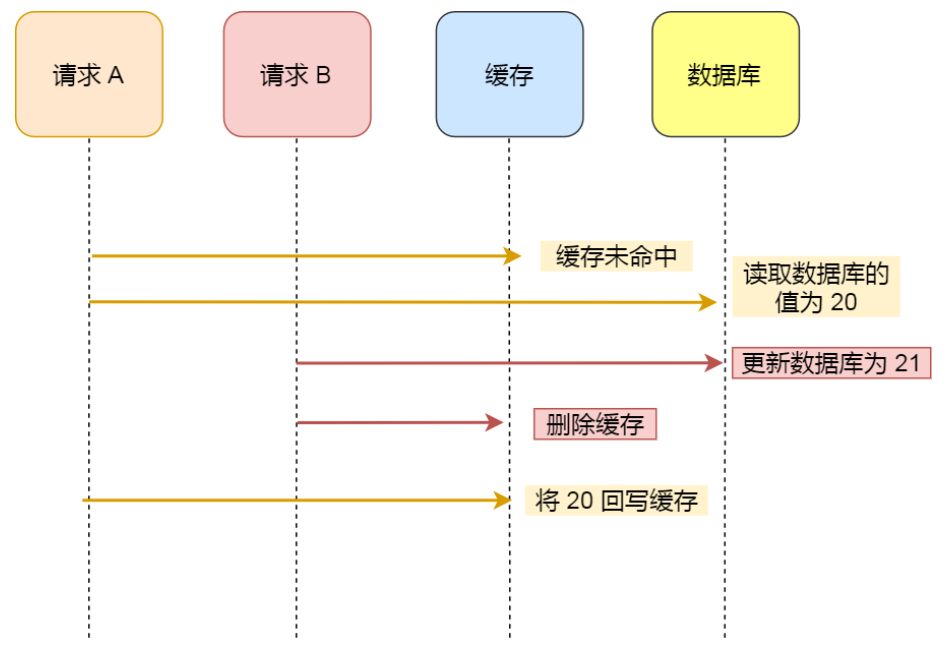 请求 A
请求 B
缓存
数据库
缓存未命中
读取数据库的
值为 20
更新数据库为 21
删除缓存
将 20 回写缓存